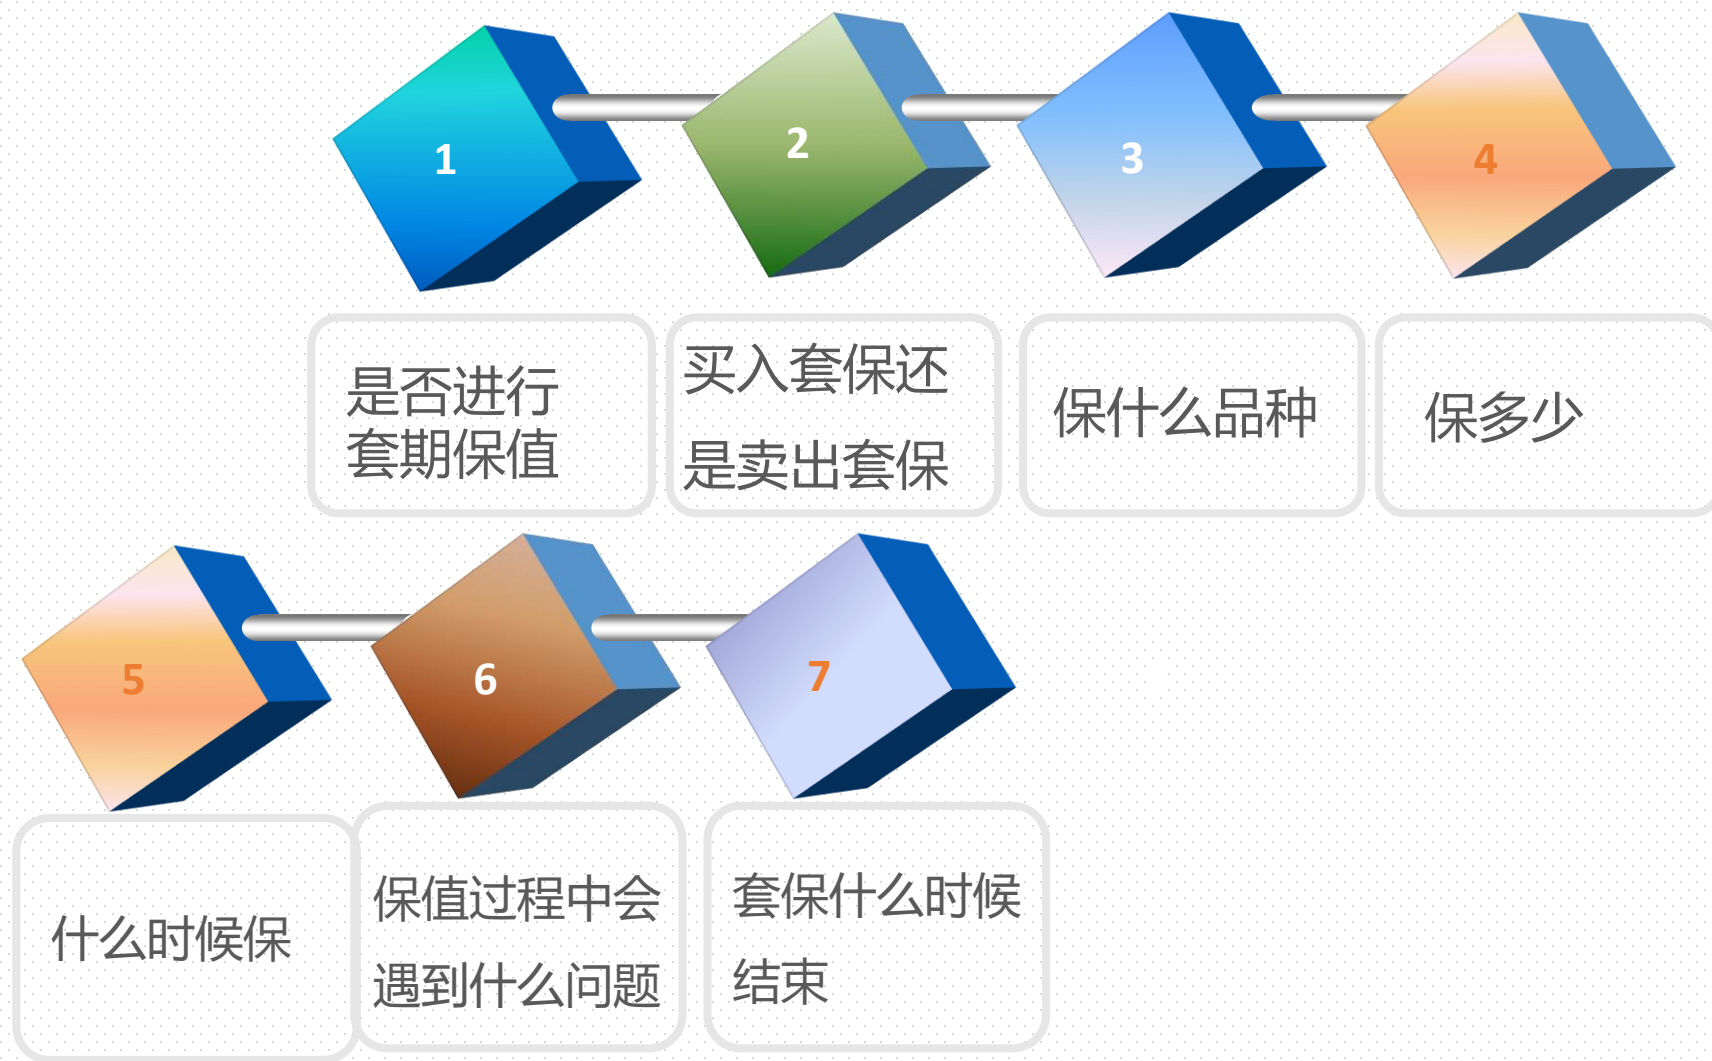 1
2
3
4
是否进行
套期保值
买入套保还
是卖出套保
保什么品种
保多少
5
6
7
什么时候保
保值过程中会
遇到什么问题
套保什么时候
结束